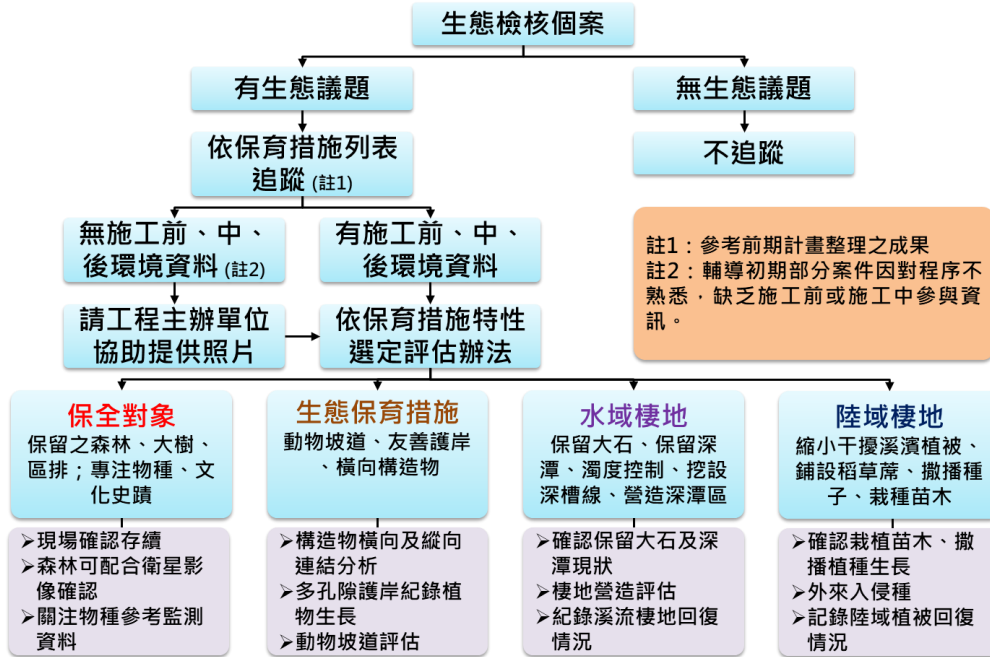 生態檢核個案
有生態議題
無生態議題
依保育措施列表
追蹤 (註1)
不追蹤
無施工前、中、
後環境資料 (註2)
有施工前、中、
後環境資料
註1：參考前期計畫整理之成果
註2：輔導初期部分案件因對程序不
熟悉，缺乏施工前或施工中參與資
訊。
請工程主辦單位
協助提供照片
依保育措施特性
選定評估辦法
保全對象
保留之森林、大樹、
區排；專注物種、文
化史蹟
生態保育措施
動物坡道、友善護岸
、橫向構造物
水域棲地
保留大石、保留深
潭、濁度控制、挖設
深槽線、營造深潭區
陸域棲地
縮小干擾溪濱植被、
鋪設稻草蓆、撒播種
子、栽種苗木
➢現場確認存續
➢森林可配合衛星影
像確認
➢關注物種參考監測
資料
➢構造物橫向及縱向
連結分析
➢多孔隙護岸紀錄植
物生長
➢動物坡道評估
➢確認保留大石及深
潭現狀
➢棲地營造評估
➢紀錄溪流棲地回復
情況
➢確認栽植苗木、撒
播植種生長
➢外來入侵種
➢記錄陸域植被回復
情況